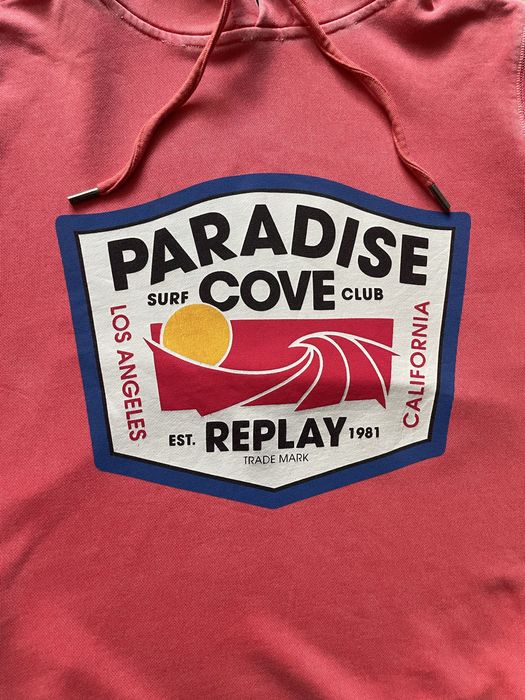 PARADISE
SURF COVE CLUB
LOS ANGELES
CALIFORNIA
EST. REPLAY 1981
TRADE MARK